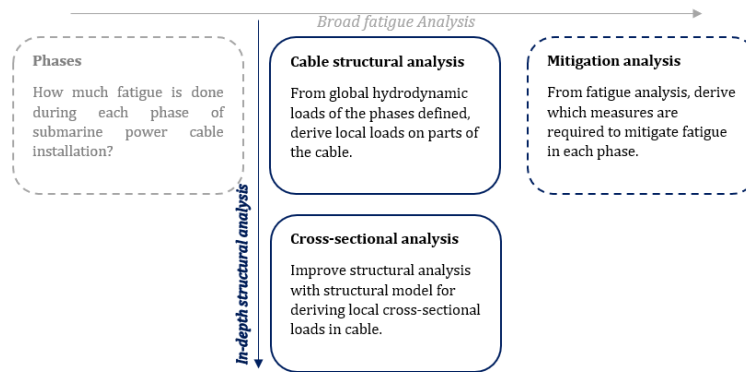 Broad fatigue Analysis
Phases
How much fatigue is done
during each phase of
submarine power cable
installation?
Cable structural analysis
From global hydrodynamic
loads of the phases defined,
derive local loads on parts of
the cable.
Mitigation analysis
From fatigue analysis, derive
which measures are
required to mitigate fatigue
in each phase.
In-depth structural analysis
Cross-sectional analysis
Improve structural analysis
with structural model for
deriving local cross-sectional
loads in cable.